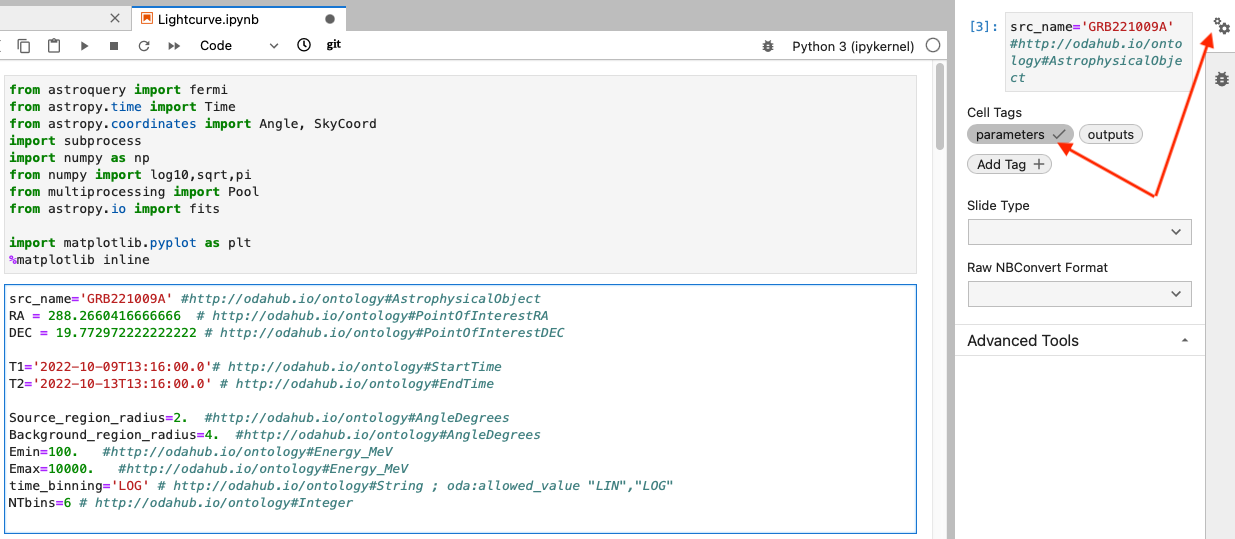 Lightcurve.ipynb
Code
git
Python 3 (ipykernel)
from astroquery import fermi
from astropy.time import Time
from astropy.coordinates import Angle, SkyCoord
import subprocess
import numpy as np
from numpy import log10,sqrt,pi
from multiprocessing import Pool
from astropy.io import fits
import matplotlib.pyplot as plt
%matplotlib inline
src_name='GRB221009A' #http://odahub.io/ontology#AstrophysicalObject
RA = 288.2660416666666  # http://odahub.io/ontology#PointOfInterestRA
DEC = 19.772972222222222 # http://odahub.io/ontology#PointOfInterestDEC
T1='2022-10-09T13:16:00.0'# http://odahub.io/ontology#StartTime
T2='2022-10-13T13:16:00.0' # http://odahub.io/ontology#EndTime
Source_region_radius=2.  #http://odahub.io/ontology#AngleDegrees
Background_region_radius=4.  #http://odahub.io/ontology#AngleDegrees
Emin=100.   #http://odahub.io/ontology#Energy_MeV
Emax=10000.   #http://odahub.io/ontology#Energy_MeV
time_binning='LOG' # http://odahub.io/ontology#String ; oda:allowed_value "LIN","LOG"
NTbins=6 # http://odahub.io/ontology#Integer
[3]: src_name='GRB221009A'
#http://odahub.io/onto
logy#AstrophysicalObje
ct
Cell Tags
parameters
outputs
Add Tag
Slide Type
Raw NBConvert Format
Advanced Tools